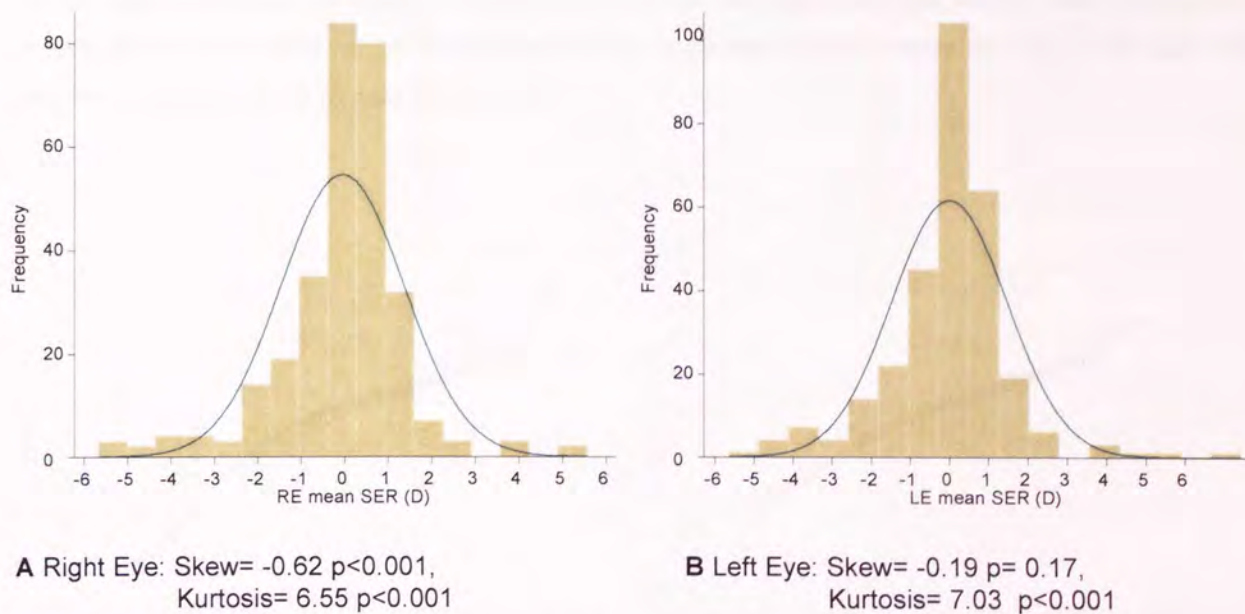 80
60
40
20
0
Frequency
-6 -5 -4 -3 -2 -1 0 1 2 3 4 5 6
RE mean SER (D)
100
80
60
40
20
0
Frequency
-6 -5 -4 -3 -2 -1 0 1 2 3 4 5 6
LE mean SER (D)
A Right Eye: Skew= -0.62 p<0.001,
Kurtosis= 6.55 p<0.001
B Left Eye: Skew= -0.19 p= 0.17,
Kurtosis= 7.03 p<0.001